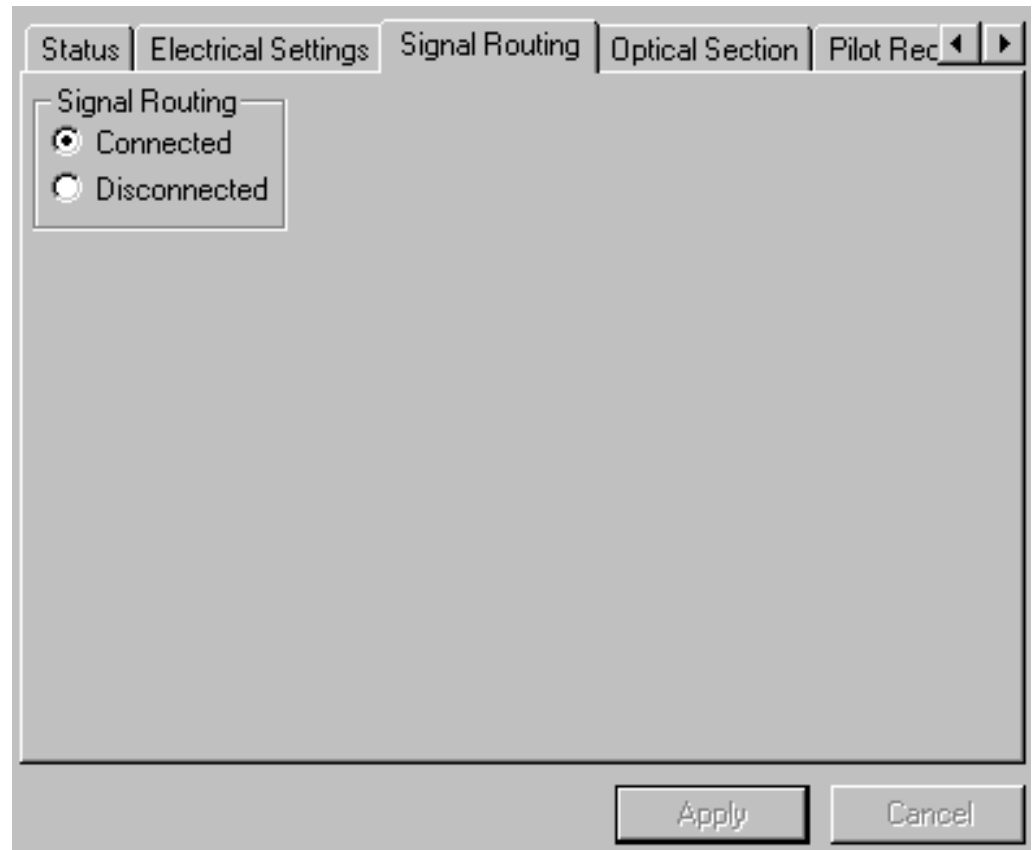 Status Electrical Settings Signal Routing Optical Section Pilot Rec
Signal Routing
Connected
Disconnected
Apply Cancel